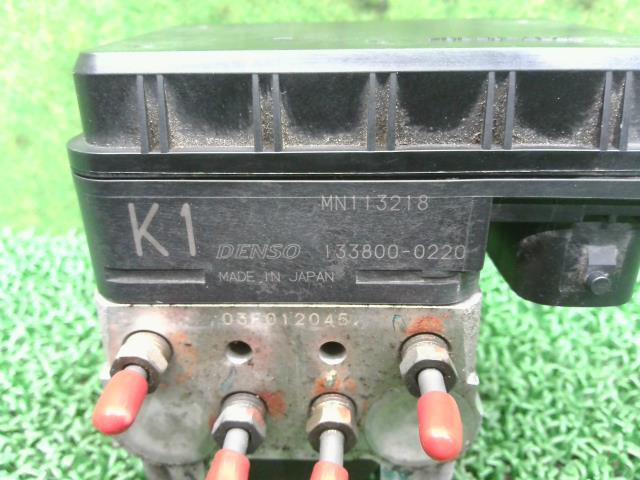 MN113218
K1 DENSO 133800-0220
MADE IN JAPAN
03F012045